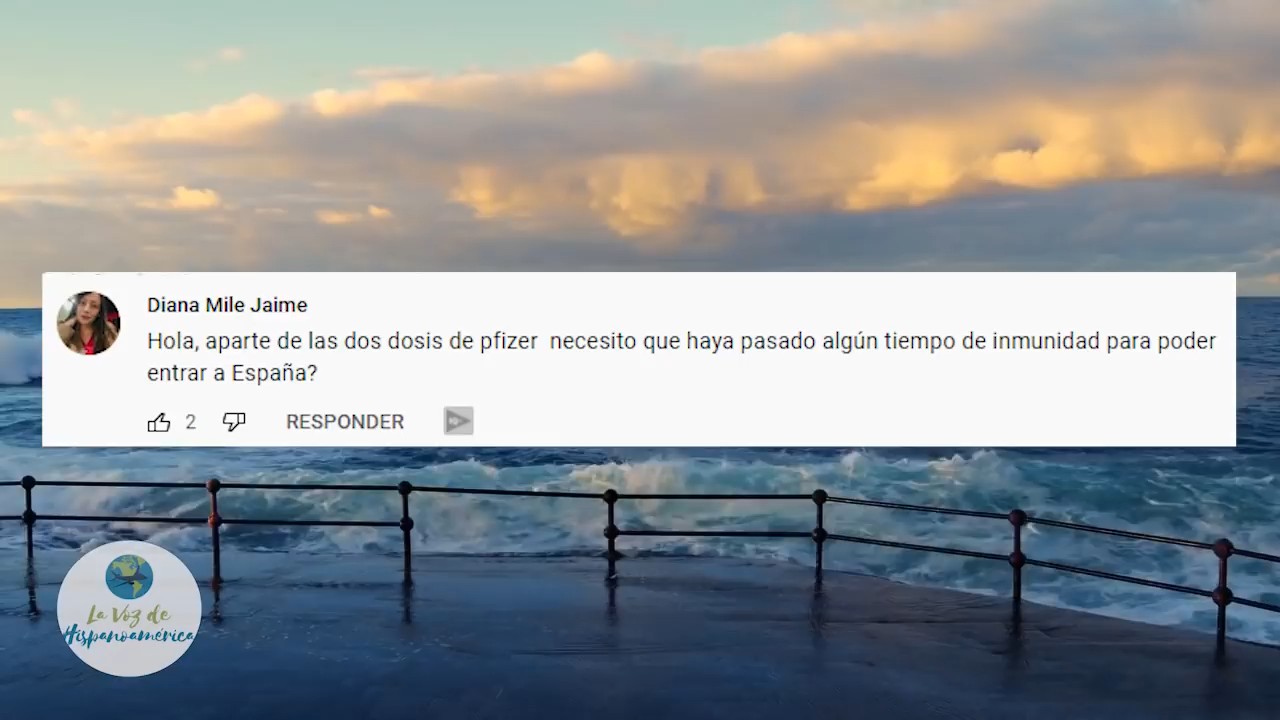 Diana Mile Jaime
Hola, aparte de las dos dosis de pfizer necesito que haya pasado algún tiempo de inmunidad para poder
entrar a España?
2
RESPONDER
La Voz de
Hispanoamérica